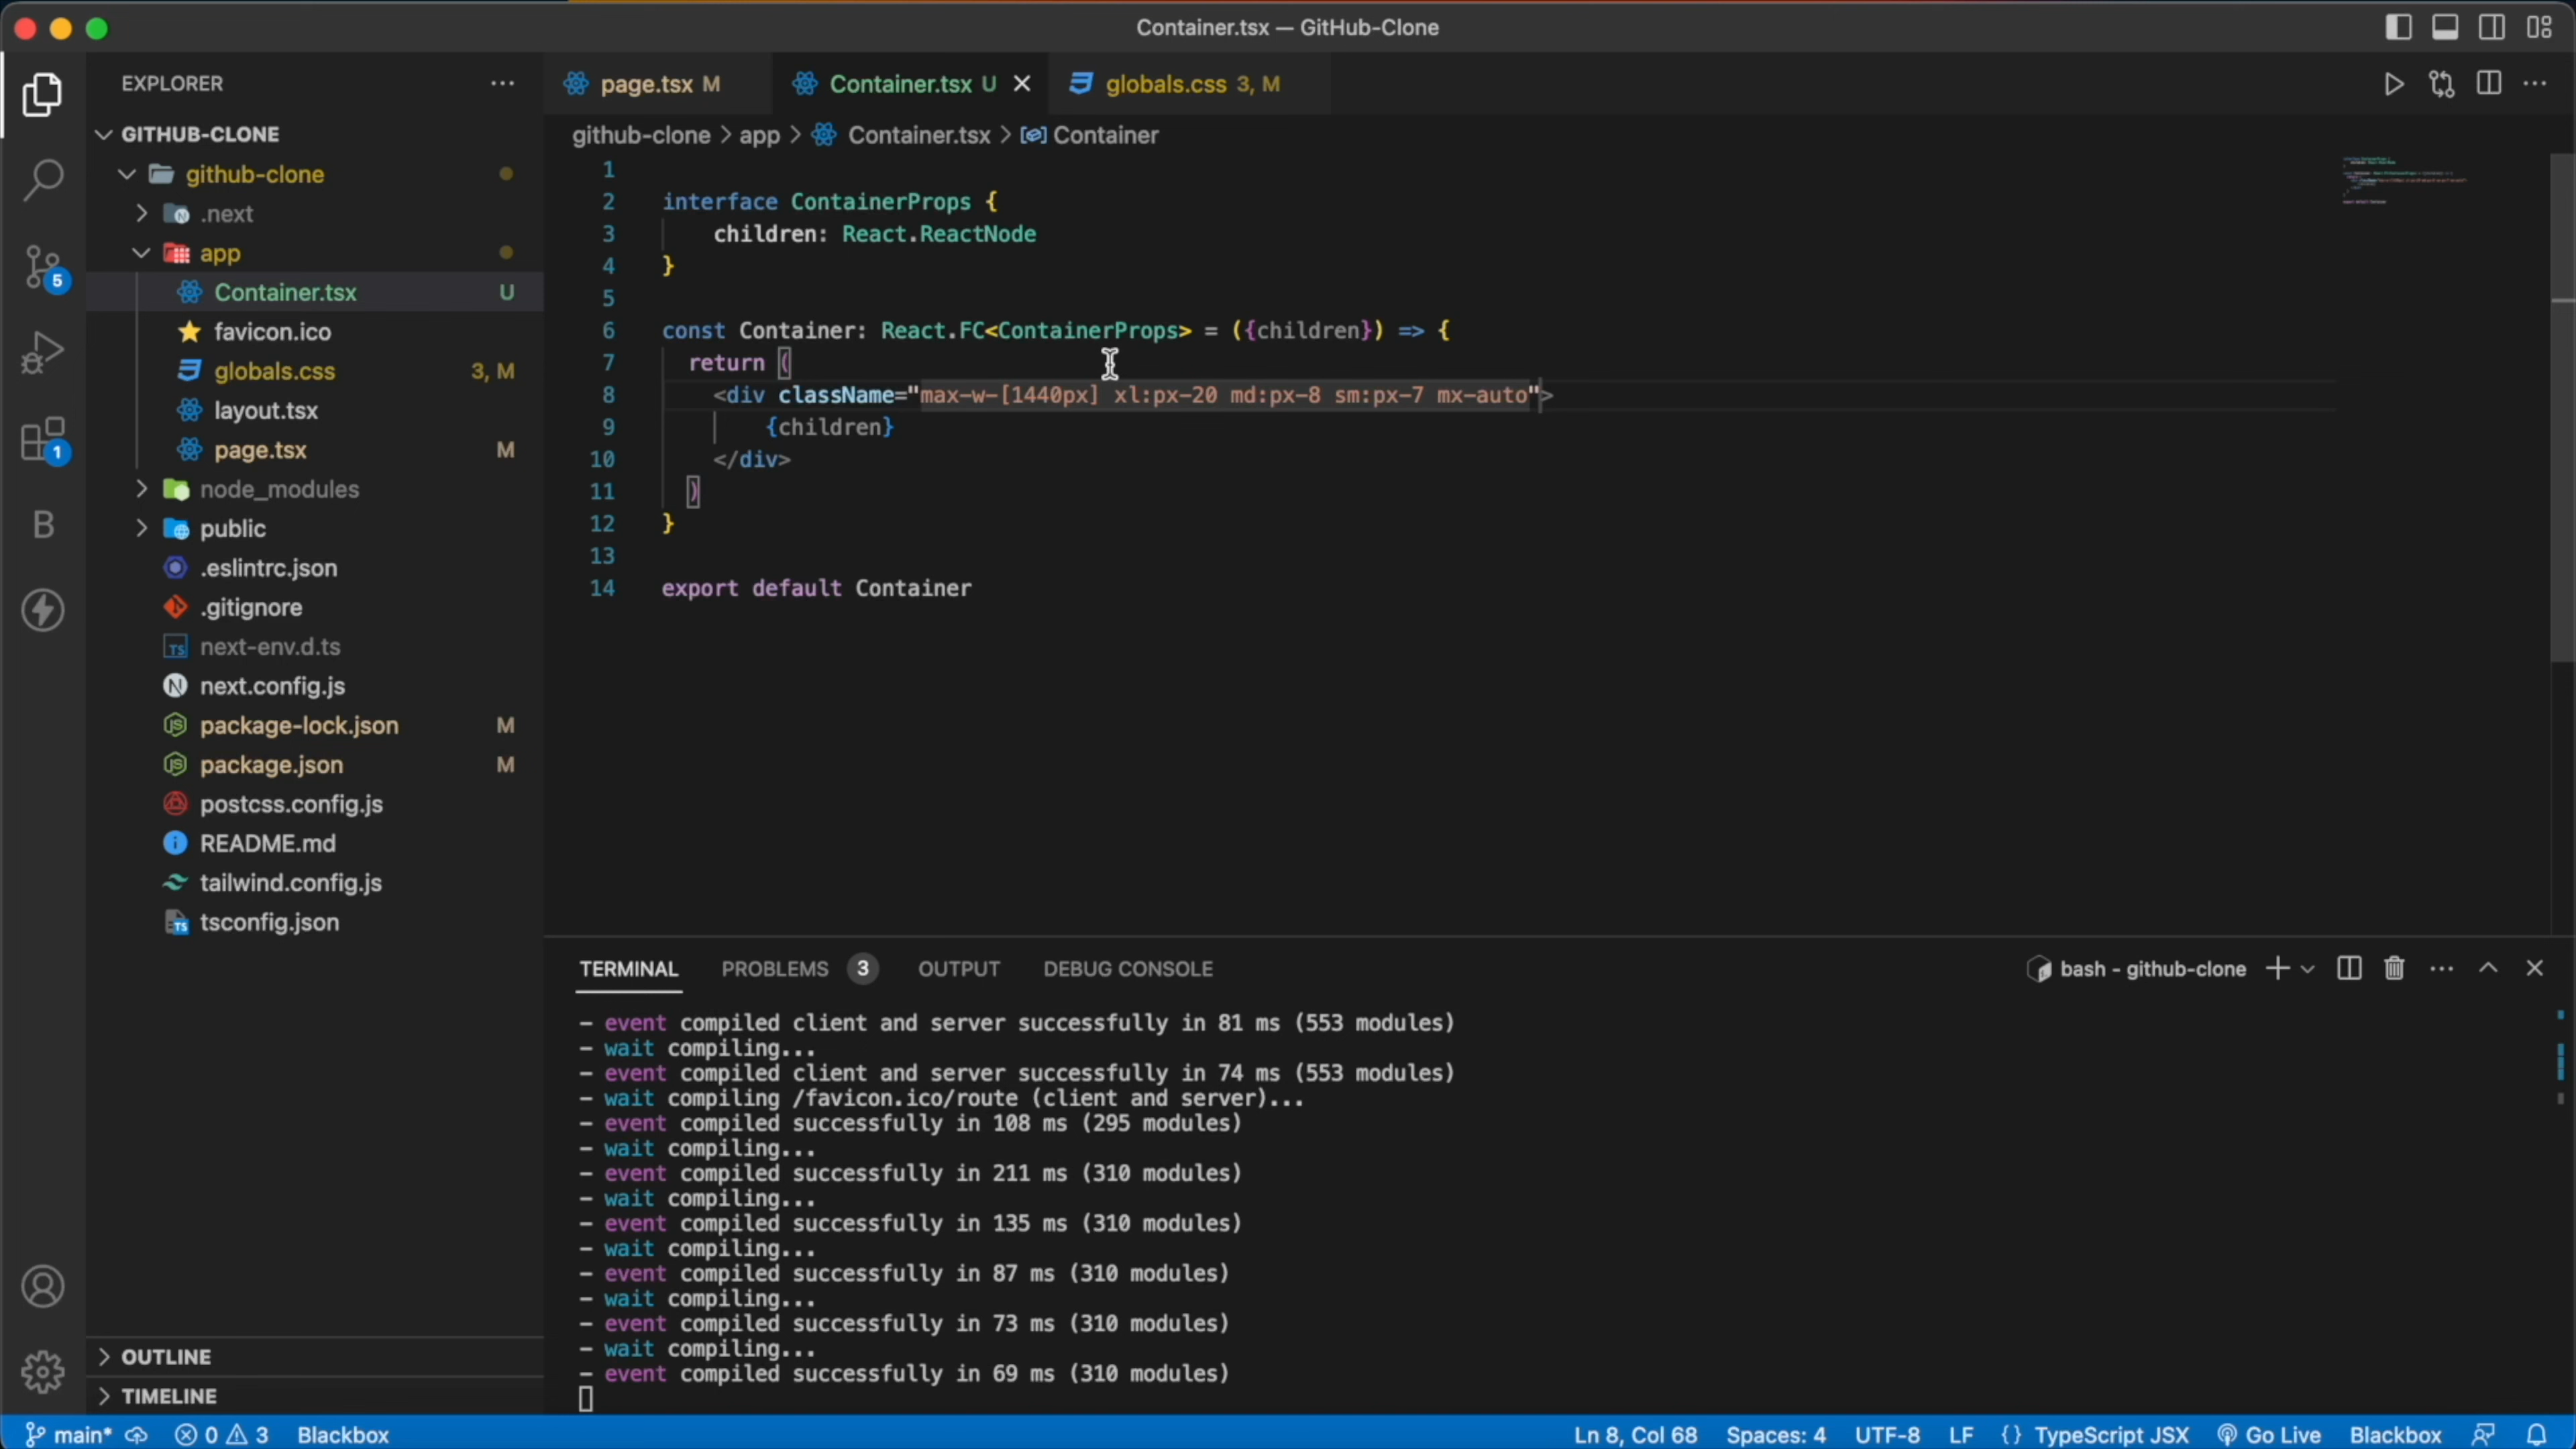 Container.tsx — GitHub-Clone
EXPLORER
GITHUB-CLONE
github-clone
.next
app
Container.tsx U
favicon.ico
globals.css 3, M
layout.tsx
page.tsx M
node_modules
public
.eslintrc.json
.gitignore
next-env.d.ts
next.config.js
package-lock.json M
package.json M
postcss.config.js
README.md
tailwind.config.js
tsconfig.json
OUTLINE
TIMELINE
5
1
B
page.tsx M
Container.tsx U
globals.css 3, M
github-clone > app > Container.tsx > Container
1
2 interface ContainerProps {
3 children: React.ReactNode
4 }
5
6 const Container: React.FC<ContainerProps> = ({children}) => {
7 return (
8 <div className="max-w-[1440px] xl:px-20 md:px-8 sm:px-7 mx-auto">
9 {children}
10 </div>
11 )
12 }
13
14 export default Container
TERMINAL PROBLEMS 3 OUTPUT DEBUG CONSOLE
bash - github-clone
- event compiled client and server successfully in 81 ms (553 modules)
- wait compiling...
- event compiled client and server successfully in 74 ms (553 modules)
- wait compiling /favicon.ico/route (client and server)...
- event compiled successfully in 108 ms (295 modules)
- wait compiling...
- event compiled successfully in 211 ms (310 modules)
- wait compiling...
- event compiled successfully in 135 ms (310 modules)
- wait compiling...
- event compiled successfully in 87 ms (310 modules)
- wait compiling...
- event compiled successfully in 73 ms (310 modules)
- wait compiling...
- event compiled successfully in 69 ms (310 modules)
main* 0 3 Blackbox
Ln 8, Col 68 Spaces: 4 UTF-8 LF {} TypeScript JSX Go Live Blackbox